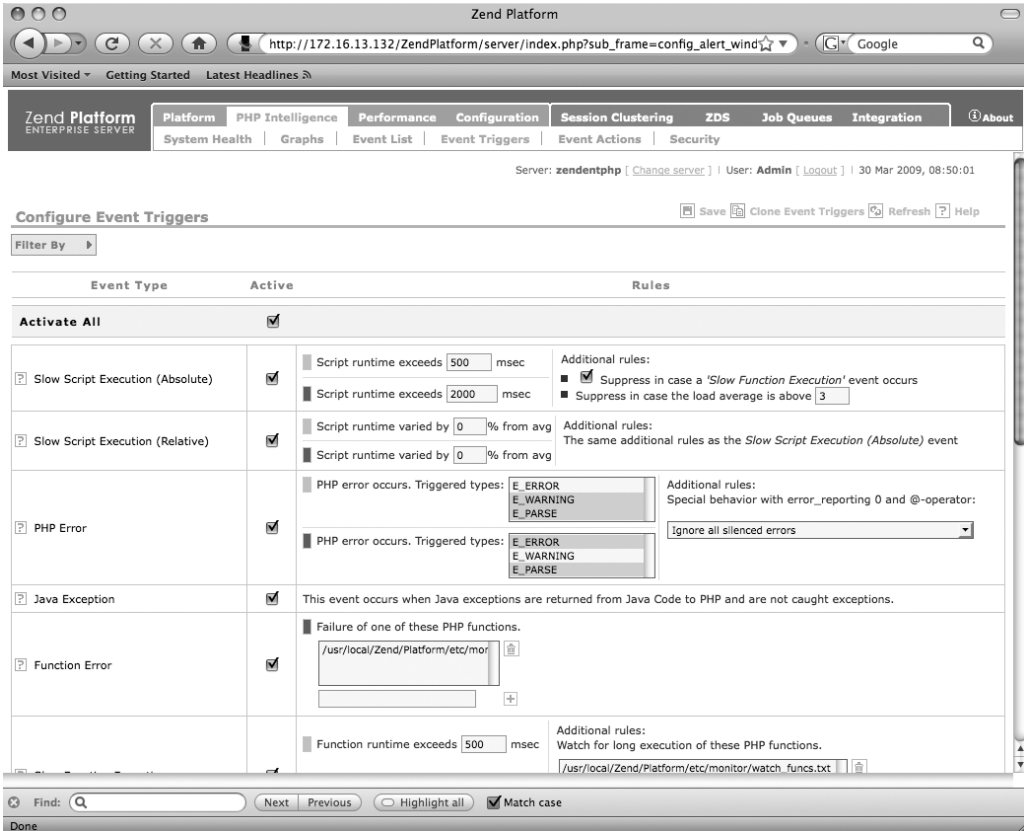 Zend Platform
http://172.16.13.132/ZendPlatform/server/index.php?sub_frame=config_alert_wind
G
Google
Most Visited
Getting Started
Latest Headlines
Zend Platform
ENTERPRISE SERVER
Platform
PHP Intelligence
Performance
Configuration
Session Clustering
ZDS
Job Queues
Integration
About
System Health
Graphs
Event List
Event Triggers
Event Actions
Security
Server: zendentphp [ Change server ] | User: Admin [ Logout ] | 30 Mar 2009, 08:50:01
Configure Event Triggers
Save
Clone Event Triggers
Refresh
? Help
Filter By
Event Type
Active
Rules
Activate All
? Slow Script Execution (Absolute)
Script runtime exceeds 500 msec
Script runtime exceeds 2000 msec
Additional rules:
Suppress in case a 'Slow Function Execution' event occurs
Suppress in case the load average is above 3
? Slow Script Execution (Relative)
Script runtime varied by 0 % from avg
Script runtime varied by 0 % from avg
Additional rules:
The same additional rules as the Slow Script Execution (Absolute) event
? PHP Error
PHP error occurs. Triggered types:
E_ERROR
E_WARNING
E_PARSE
PHP error occurs. Triggered types:
E_ERROR
E_WARNING
E_PARSE
Additional rules:
Special behavior with error_reporting 0 and @-operator:
Ignore all silenced errors
? Java Exception
This event occurs when Java exceptions are returned from Java Code to PHP and are not caught exceptions.
? Function Error
Failure of one of these PHP functions.
/usr/local/Zend/Platform/etc/mor
Function runtime exceeds 500 msec
Additional rules:
Watch for long execution of these PHP functions.
/usr/local/Zend/Platform/etc/monitor/watch_funcs.txt
Find:
Next
Previous
Highlight all
Match case
Done